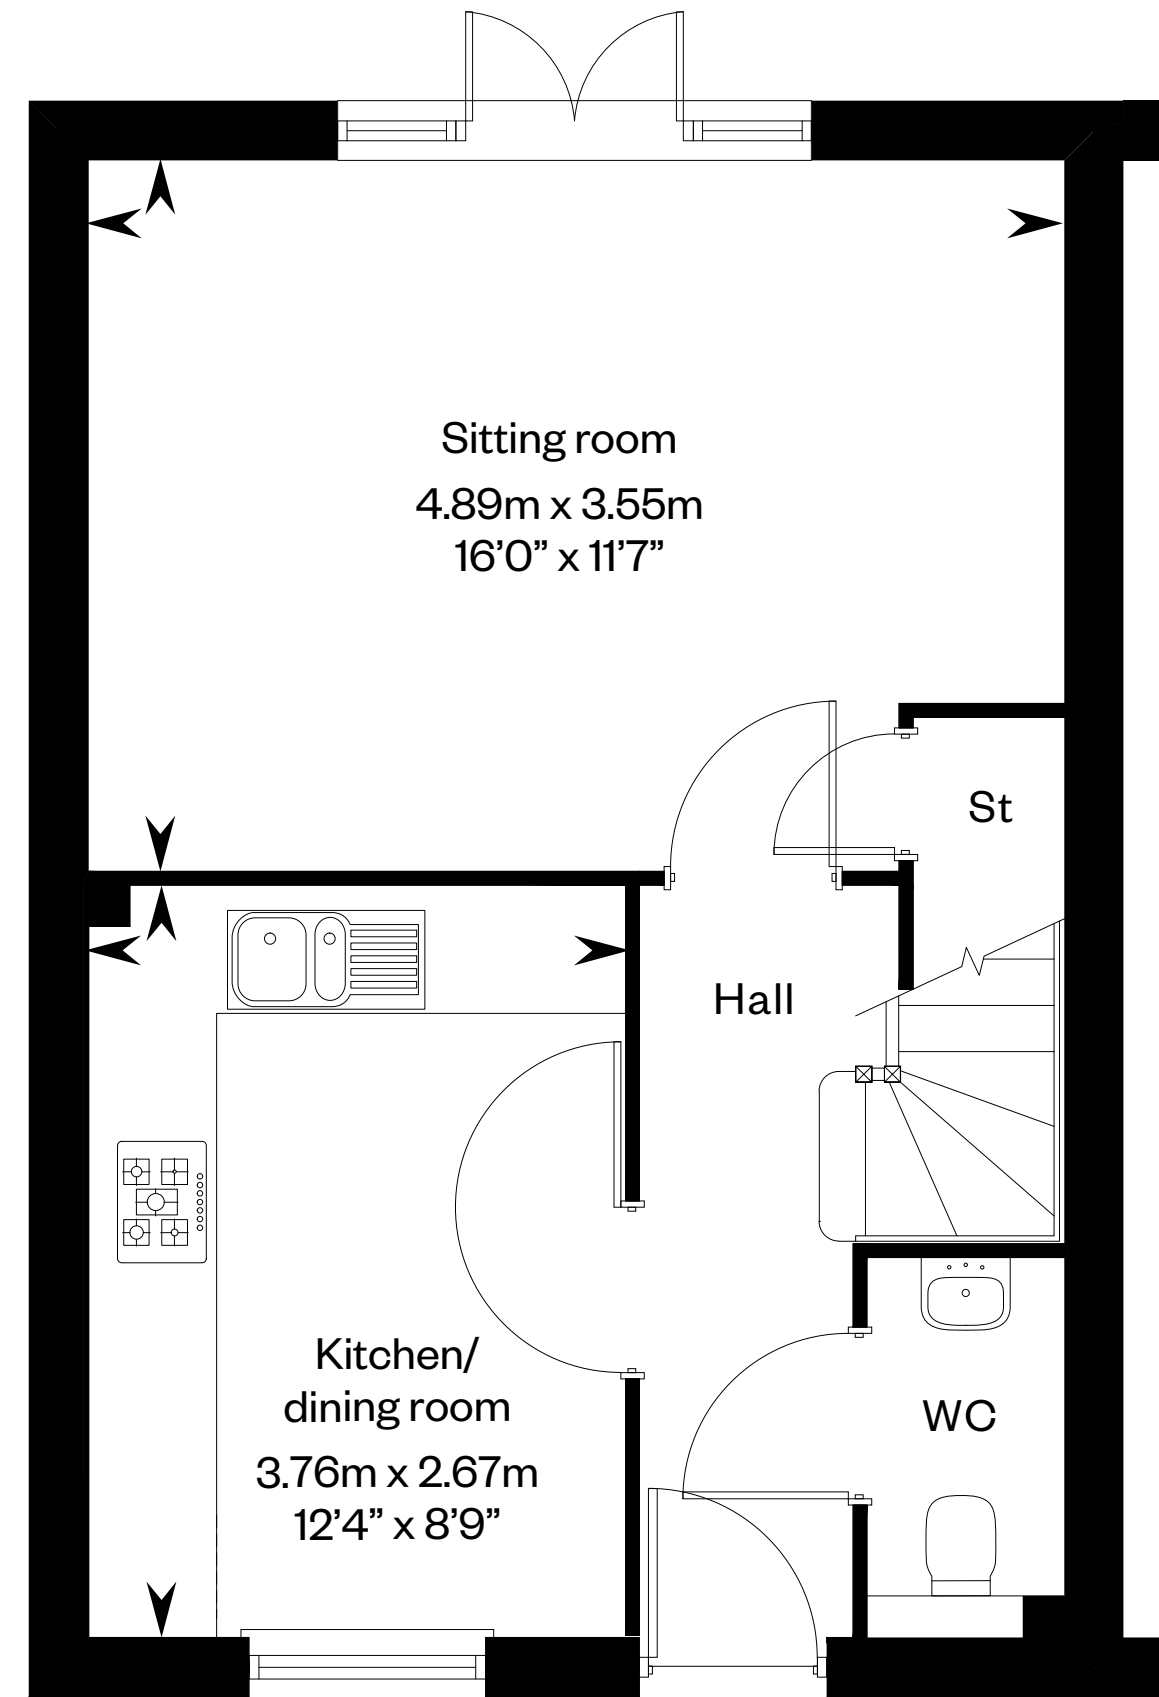 Sitting room
4.89m x 3.55m
16’0” x 11’7”
St
Hall
Kitchen/
dining room
3.76m x 2.67m
12’4” x 8’9”
WC